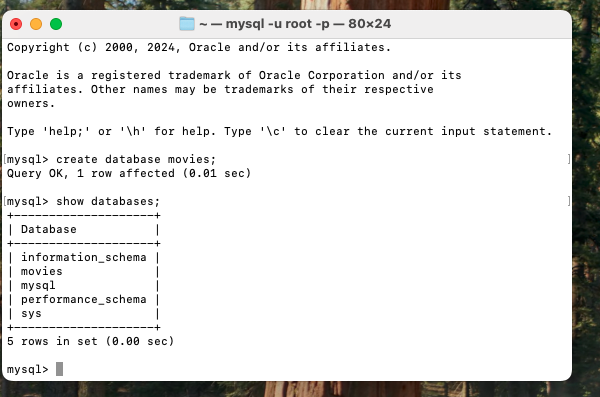 ~ — mysql -u root -p — 80×24
Copyright (c) 2000, 2024, Oracle and/or its affiliates.
Oracle is a registered trademark of Oracle Corporation and/or its
affiliates. Other names may be trademarks of their respective
owners.
Type 'help;' or '\h' for help. Type '\c' to clear the current input statement.
[mysql> create database movies; ]
Query OK, 1 row affected (0.01 sec)
[mysql> show databases; ]
+--------------------+
| Database           |
+--------------------+
| information_schema |
| movies             |
| mysql              |
| performance_schema |
| sys                |
+--------------------+
5 rows in set (0.00 sec)
mysql>